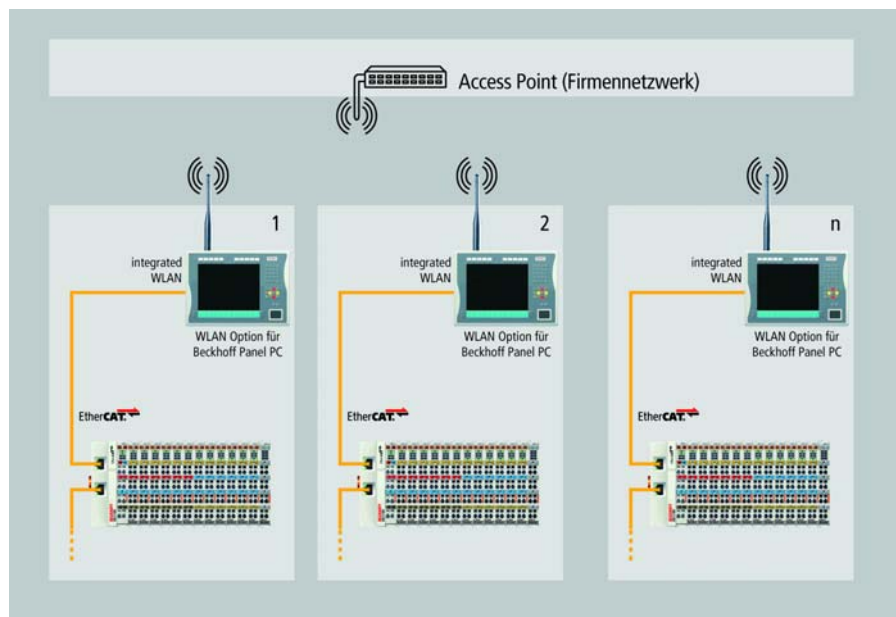 Access Point (Firmennetzwerk)
1
integrated
WLAN
WLAN Option für
Beckhoff Panel PC
EtherCAT.
2
integrated
WLAN
WLAN Option für
Beckhoff Panel PC
EtherCAT.
n
integrated
WLAN
WLAN Option für
Beckhoff Panel PC
EtherCAT.